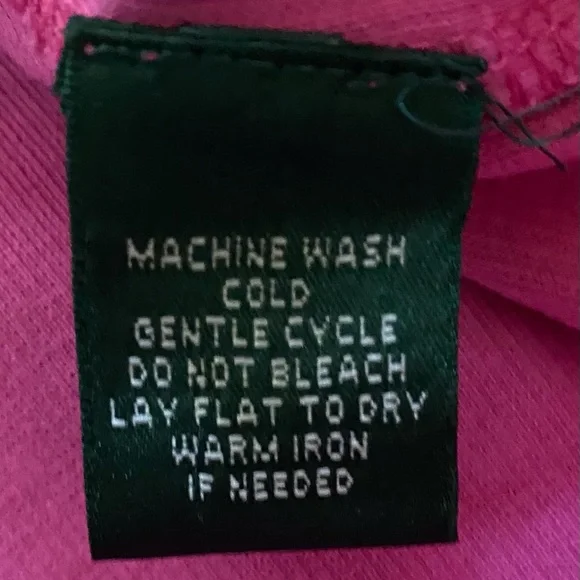 MACHINE WASH
COLD
GENTLE CYCLE
DO NOT BLEACH
LAY FLAT TO DRY
WARM IRON
IF NEEDED